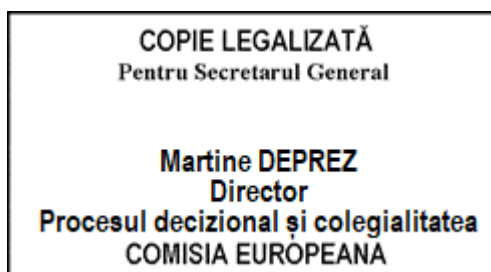 COPIE LEGALIZATĂ
Pentru Secretarul General
Martine DEPREZ
Director
Procesul decizional și colegialitatea
COMISIA EUROPEANA